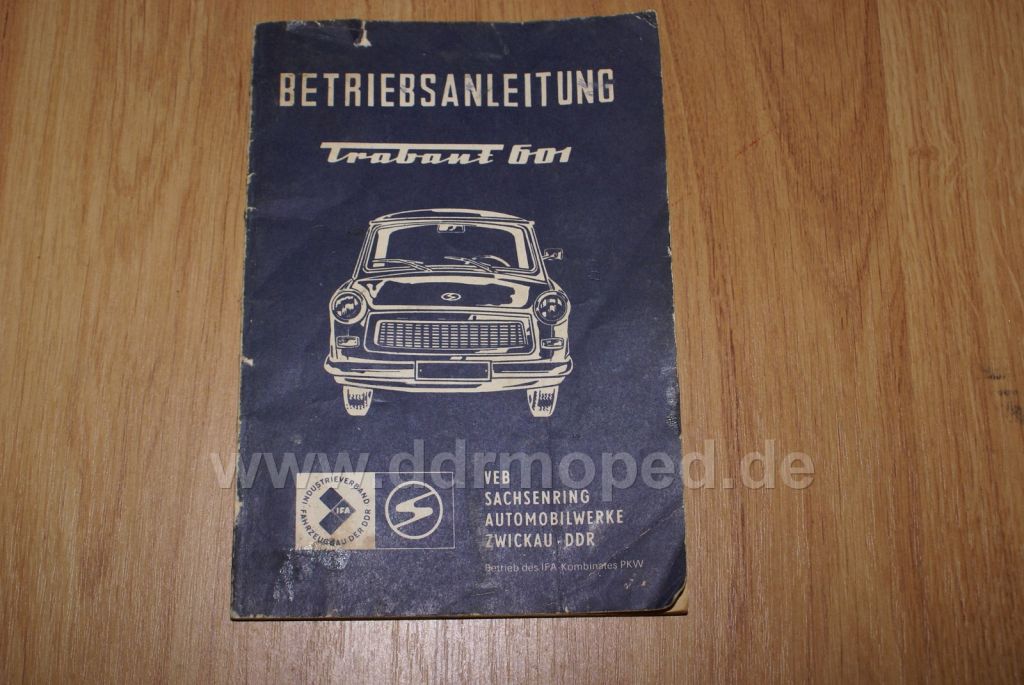 BETRIEBSANLEITUNG
Trabant 601
www.ddrmoped.de
INDUSTRIEVERBAND
FAHRZEUGBAU DER DDR
IFA
VEB
SACHSENRING
AUTOMOBILWERKE
ZWICKAU · DDR
Betrieb des IFA-Kombinates PKW